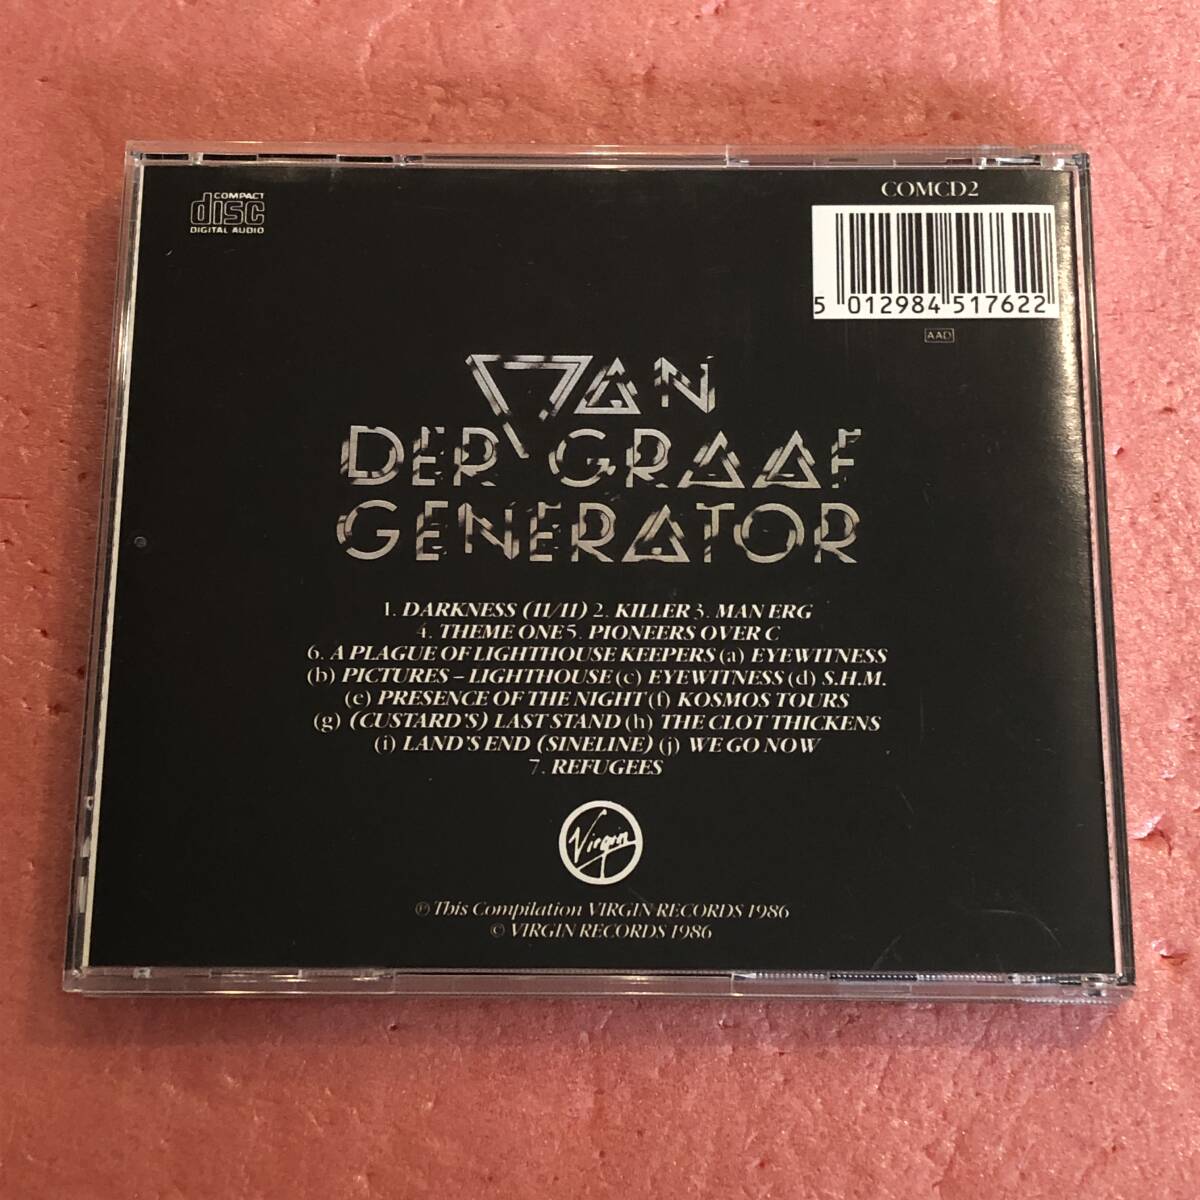 COMPACT
disc
DIGITAL AUDIO
COMCD2
5 012984 517622
AAD
VAN
DER GRAAF
GENERATOR
1. DARKNESS (11/11) 2. KILLER 3. MAN ERG
4. THEME ONE 5. PIONEERS OVER C
6. A PLAGUE OF LIGHTHOUSE KEEPERS (a) EYEWITNESS
(b) PICTURES – LIGHTHOUSE (c) EYEWITNESS (d) S.H.M.
(e) PRESENCE OF THE NIGHT (f) KOSMOS TOURS
(g) (CUSTARD'S) LAST STAND (h) THE CLOT THICKENS
(i) LAND'S END (SINELINE) (j) WE GO NOW
7. REFUGEES
Virgin
℗ This Compilation VIRGIN RECORDS 1986
© VIRGIN RECORDS 1986